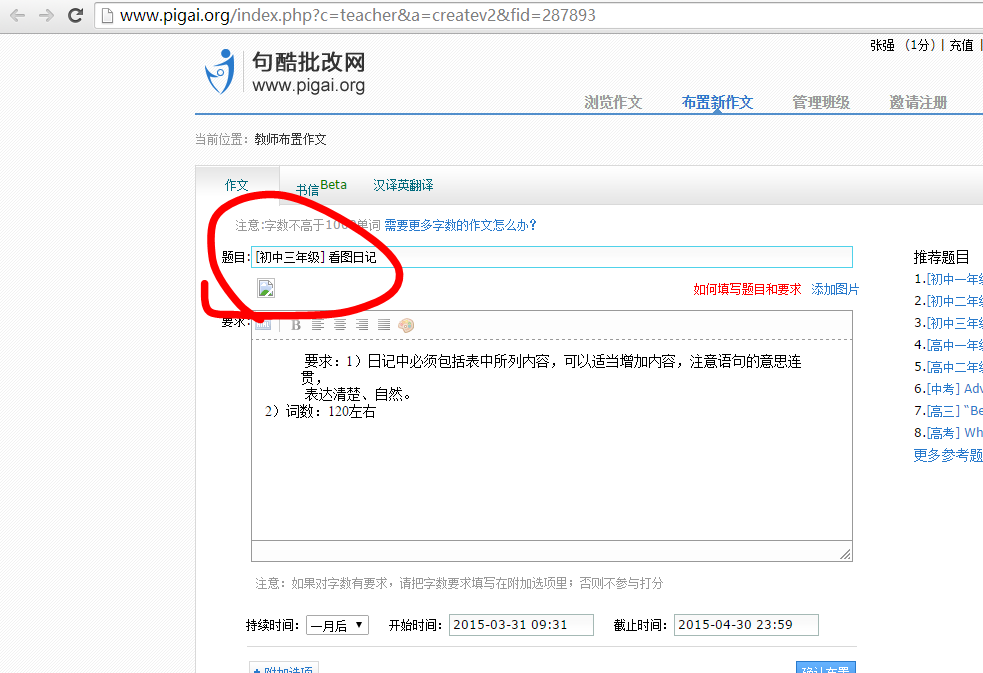 www.pigai.org/index.php?c=teacher&a=createv2&fid=287893
张强 （1分）| 充值 |
句酷批改网
www.pigai.org
浏览作文 布置新作文 管理班级 邀请注册
当前位置： 教师布置作文
作文 书信Beta 汉译英翻译
注意:字数不高于1000单词 需要更多字数的作文怎么办？
题目: [初中三年级] 看图日记
推荐题目
如何填写题目和要求 添加图片
1.[初中一年级
2.[初中二年级
3.[初中三年级
4.[高中一年级
5.[高中二年级
6.[中考] Adv
7.[高三] “Be
8.[高考] Wh
更多参考题
要求:
B
要求：1）日记中必须包括表中所列内容，可以适当增加内容，注意语句的意思连
贯，
表达清楚、自然。
2）词数：120左右
注意：如果对字数有要求，请把字数要求填写在附加选项里；否则不参与打分
持续时间: 一月后 开始时间: 2015-03-31 09:31 截止时间: 2015-04-30 23:59
+ 附加选项 确认布置